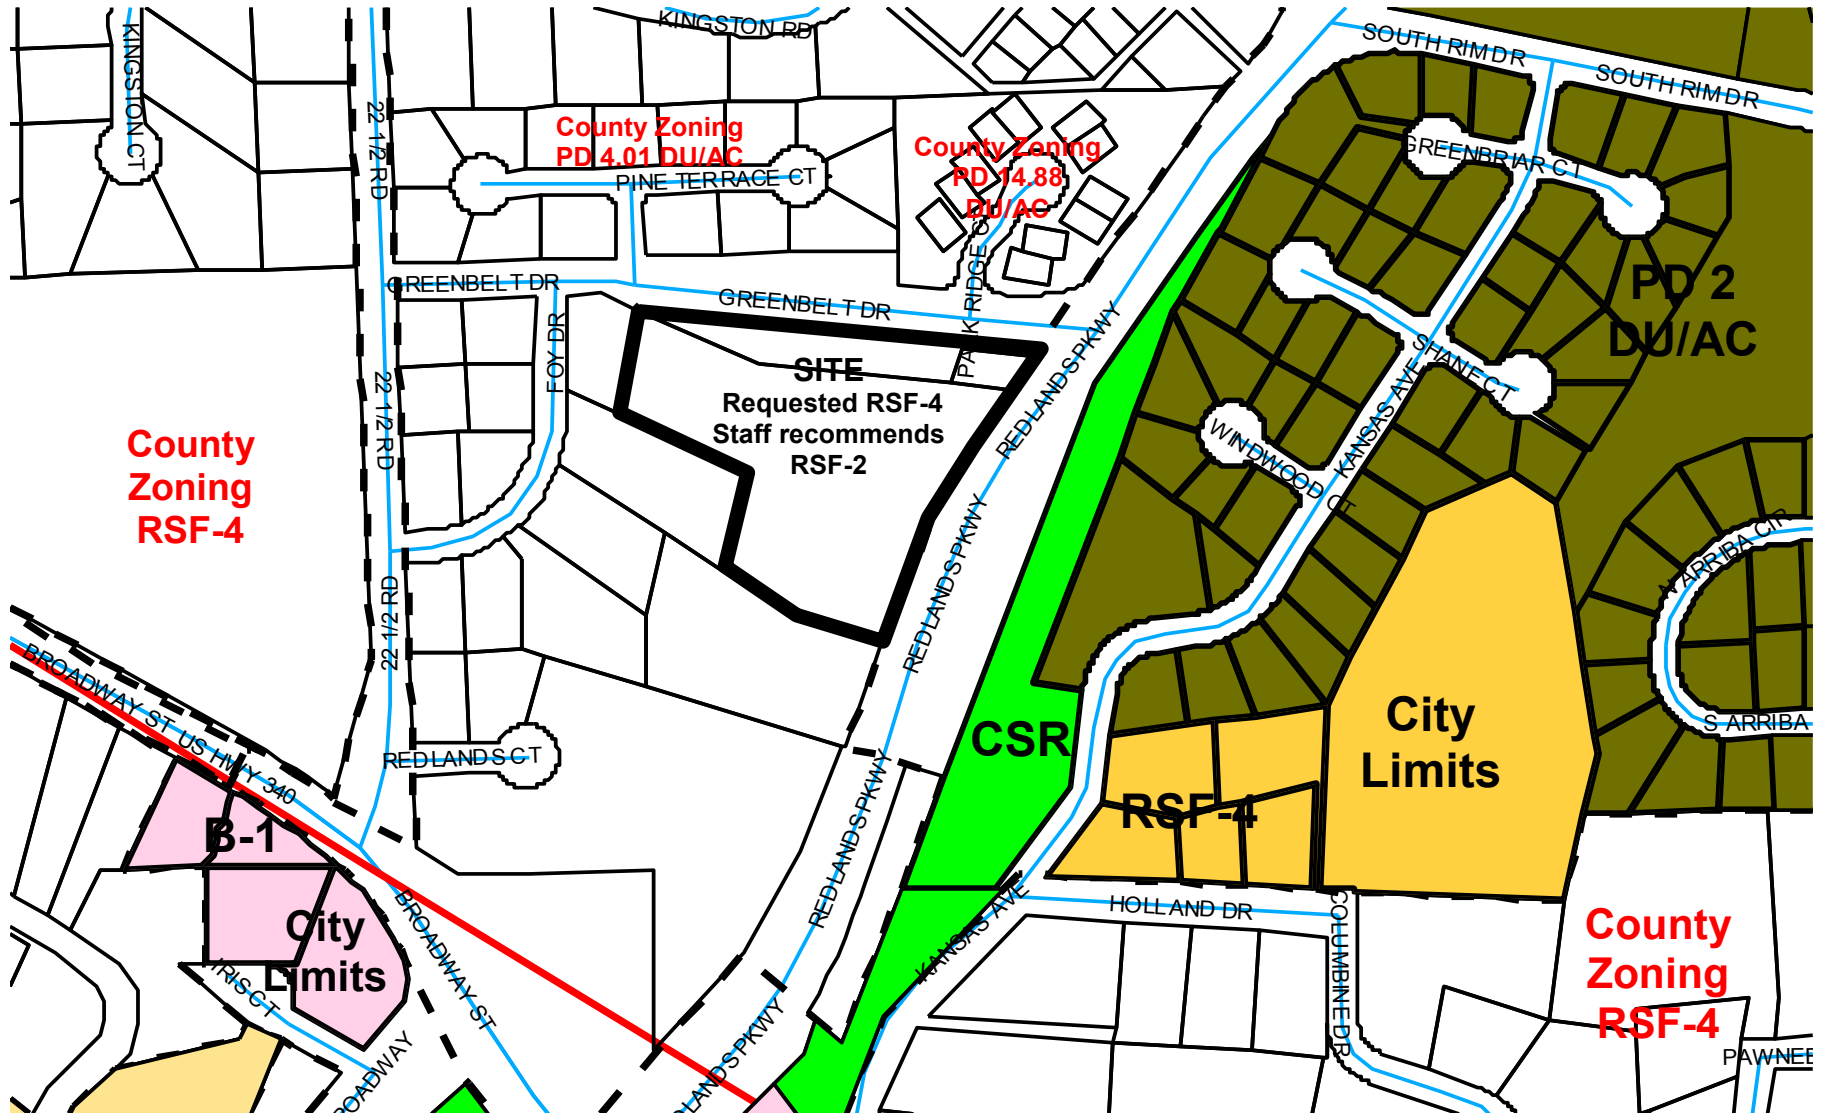 KINGSTON RD
SOUTH RIM DR
SOUTH RIM DR
KINGSTON CT
22 1/2 RD
County Zoning
PD 4.01 DU/AC
PINE TERRACE CT
County Zoning
PD 14.88
DU/AC
GREENBRIAR CT
PD 2
DU/AC
GREENBELT DR
GREENBELT DR
PARK RIDGE
FOY DR
SITE
Requested RSF-4
Staff recommends
RSF-2
REDLANDS PKWY
SHANE CT
KANSAS AVE
WINDWOOD CT
22 1/2 RD
County
Zoning
RSF-4
REDLANDS PKWY
N ARRIBA CIR
22 1/2 RD
REDLANDS PKWY
BROADWAY ST US HWY 340
REDLANDS CT
CSR
City
Limits
S ARRIBA
RSF-4
B-1
REDLANDS PKWY
City
Limits
BROADWAY ST
KANSAS AVE
HOLLAND DR
COLUMBINE DR
County
Zoning
RSF-4
IRIS CT
PAWNEE
OADWAY
LANDS PKWY